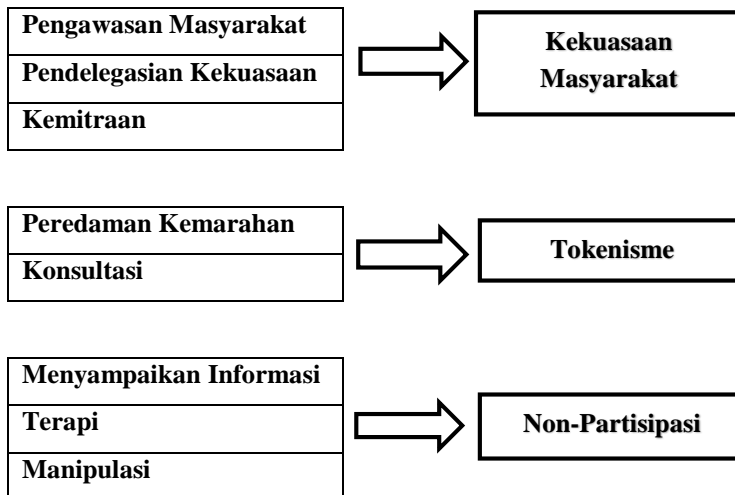 Pengawasan Masyarakat
Pendelegasian Kekuasaan
Kemitraan
Kekuasaan
Masyarakat
Peredaman Kemarahan
Konsultasi
Tokenisme
Menyampaikan Informasi
Terapi
Manipulasi
Non-Partisipasi